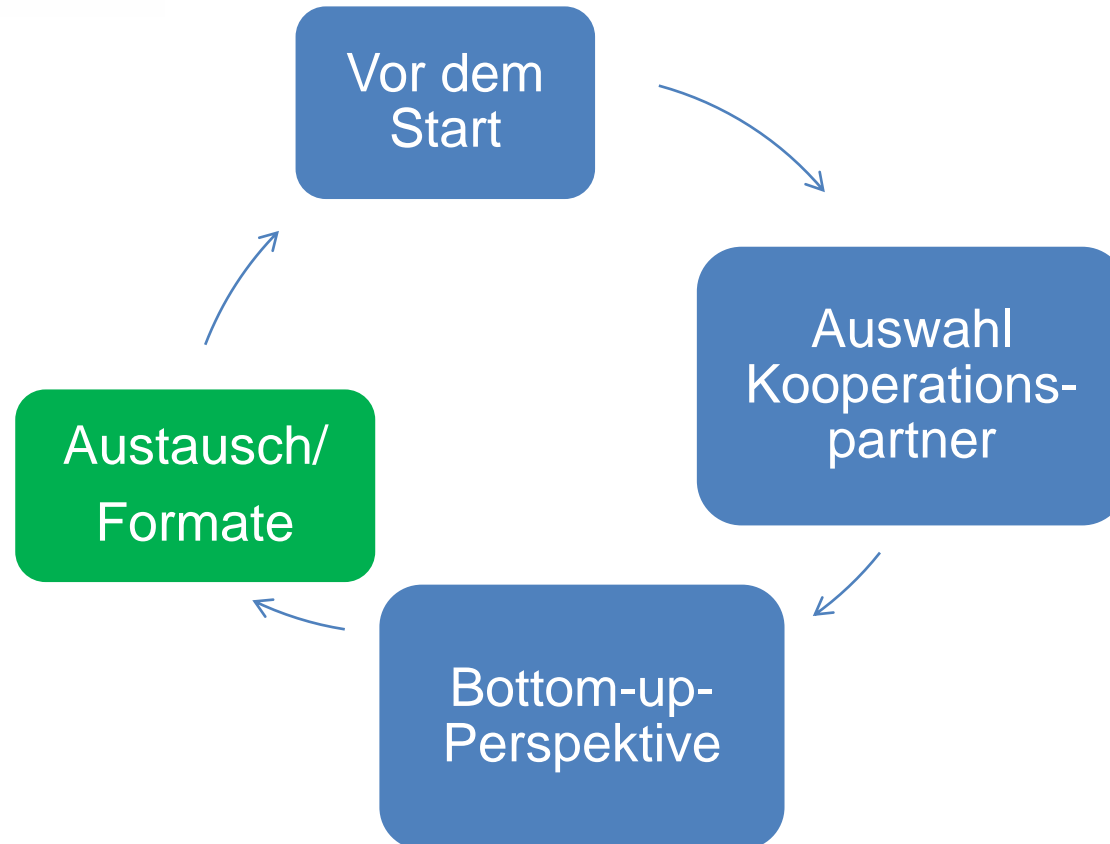 Vor dem
Start
Auswahl
Kooperations-
partner
Bottom-up-
Perspektive
Austausch/
Formate